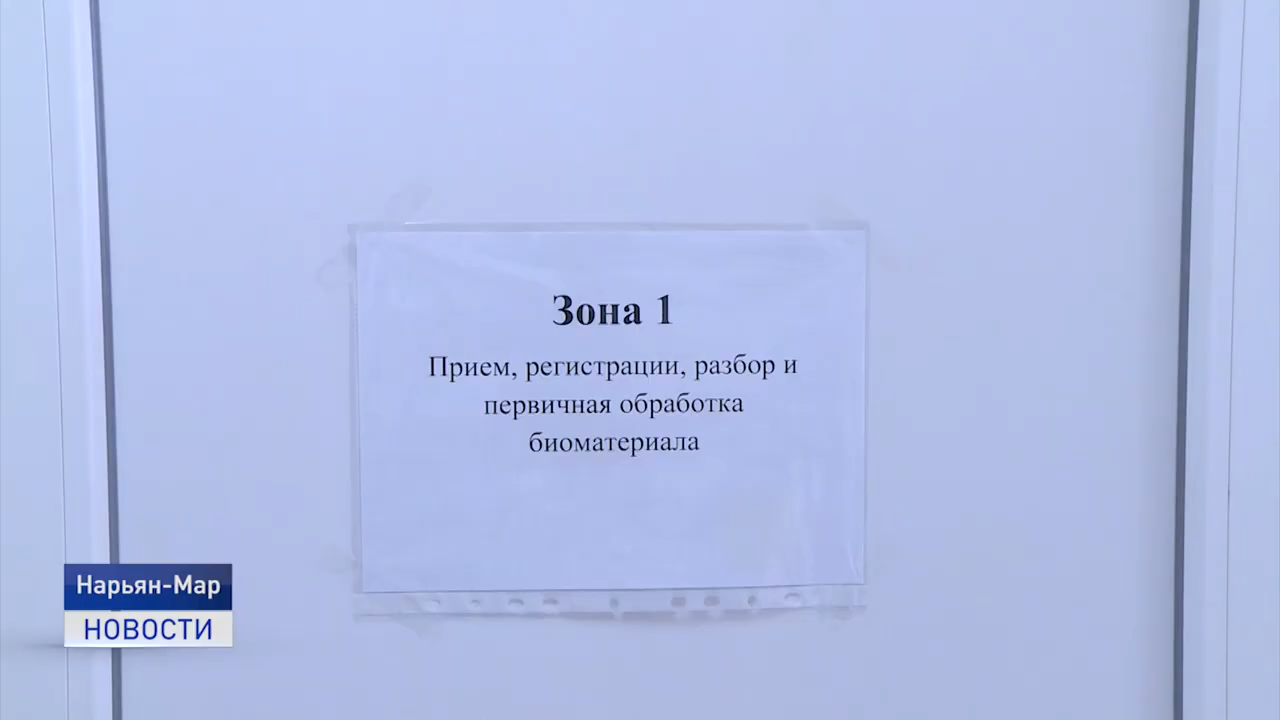 Зона 1
Прием, регистрации, разбор и
первичная обработка
биоматериала
Нарьян-Мар
НОВОСТИ